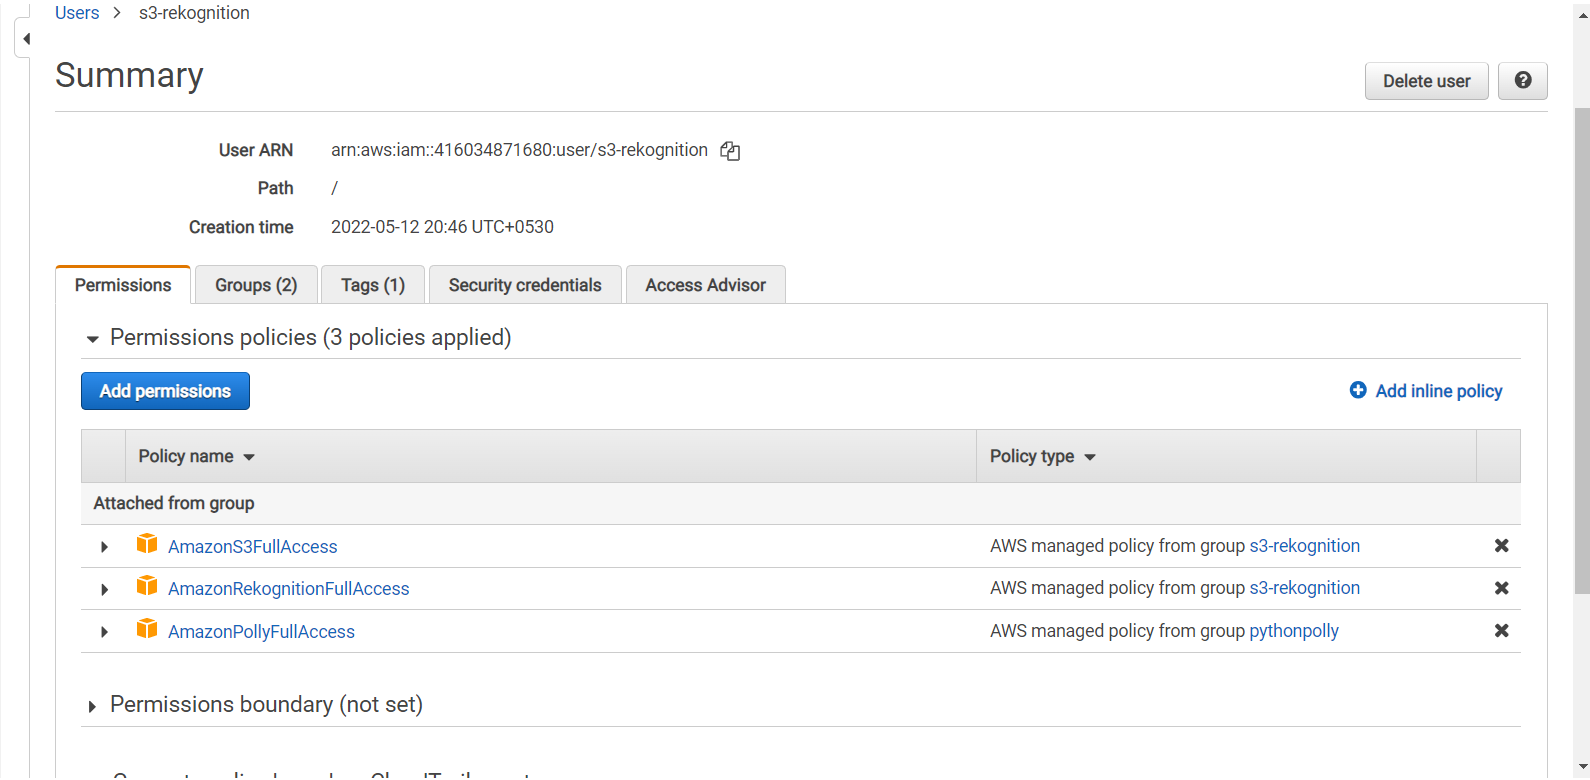 Users > s3-rekognition
Summary
Delete user
User ARN arn:aws:iam::416034871680:user/s3-rekognition
Path /
Creation time 2022-05-12 20:46 UTC+0530
Permissions Groups (2) Tags (1) Security credentials Access Advisor
Permissions policies (3 policies applied)
Add permissions Add inline policy
Policy name Policy type
Attached from group
AmazonS3FullAccess AWS managed policy from group s3-rekognition
AmazonRekognitionFullAccess AWS managed policy from group s3-rekognition
AmazonPollyFullAccess AWS managed policy from group pythonpolly
Permissions boundary (not set)